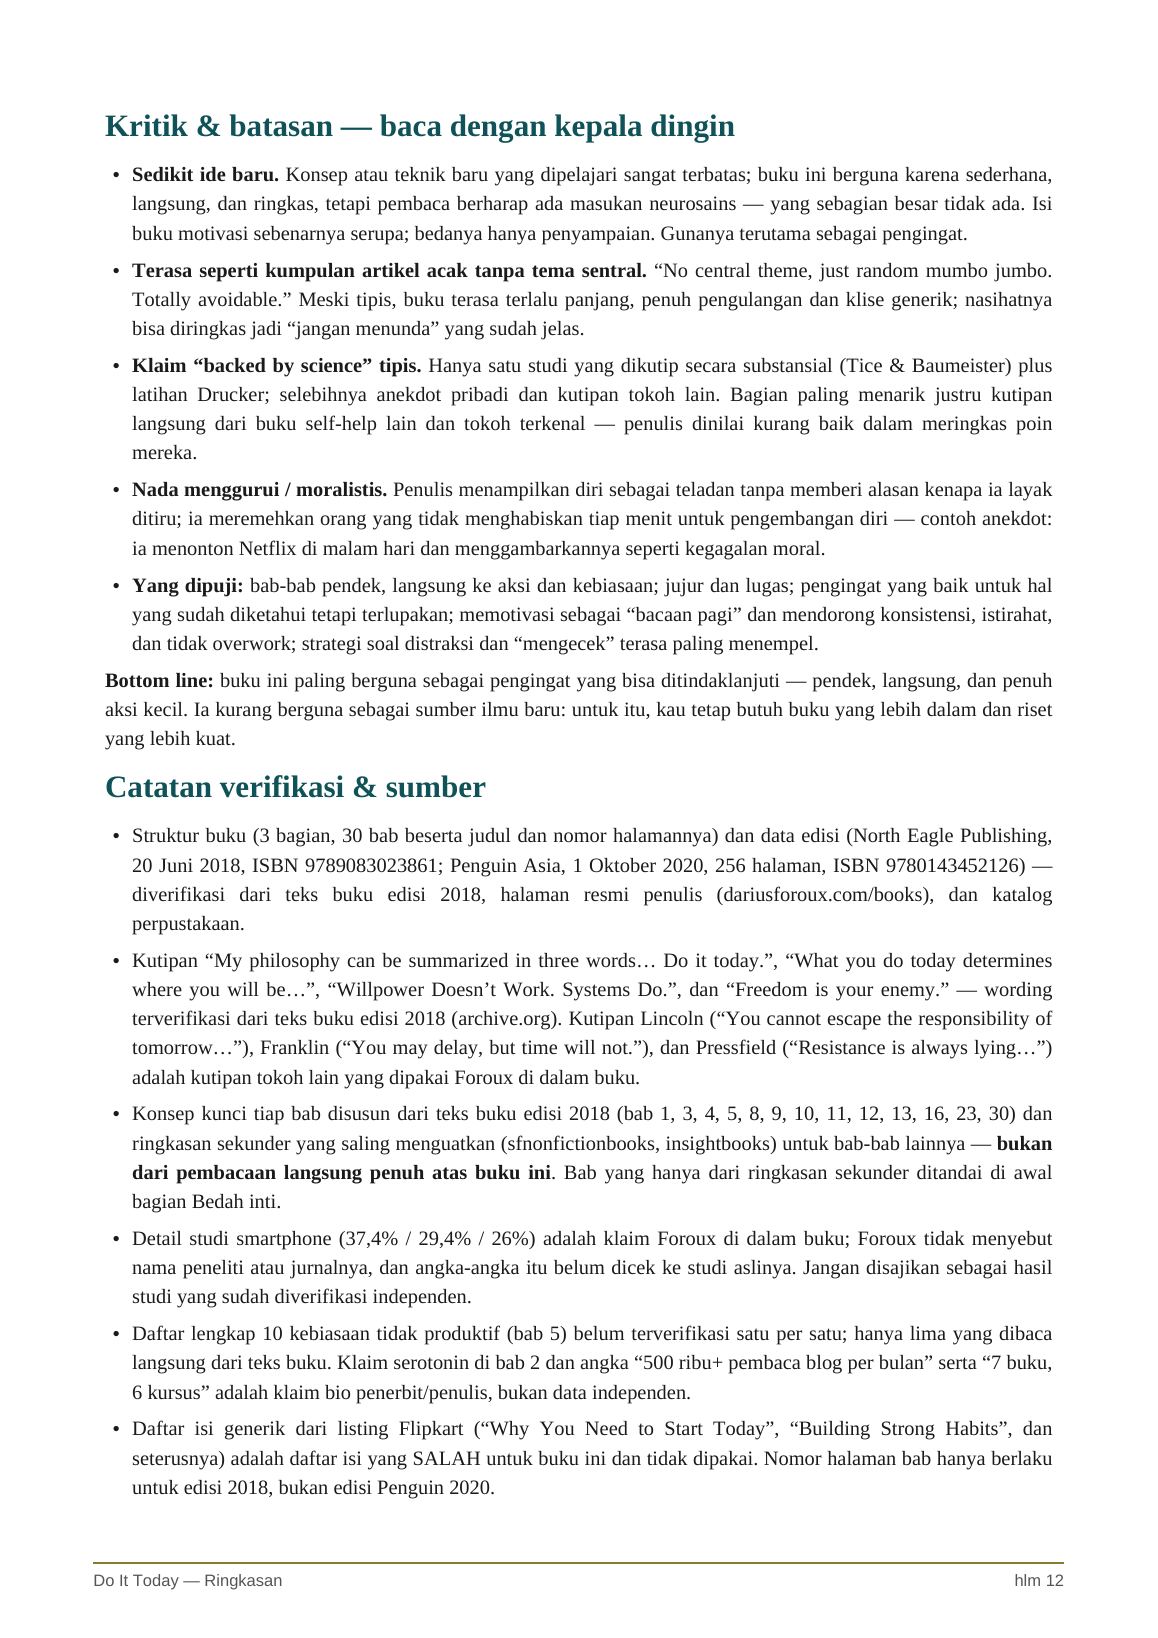 Kritik & batasan — baca dengan kepala dingin
• Sedikit ide baru. Konsep atau teknik baru yang dipelajari sangat terbatas; buku ini berguna karena sederhana,
langsung, dan ringkas, tetapi pembaca berharap ada masukan neurosains — yang sebagian besar tidak ada. Isi
buku motivasi sebenarnya serupa; bedanya hanya penyampaian. Gunanya terutama sebagai pengingat.
• Terasa seperti kumpulan artikel acak tanpa tema sentral. “No central theme, just random mumbo jumbo.
Totally avoidable.” Meski tipis, buku terasa terlalu panjang, penuh pengulangan dan klise generik; nasihatnya
bisa diringkas jadi “jangan menunda” yang sudah jelas.
• Klaim “backed by science” tipis. Hanya satu studi yang dikutip secara substansial (Tice & Baumeister) plus
latihan Drucker; selebihnya anekdot pribadi dan kutipan tokoh lain. Bagian paling menarik justru kutipan
langsung dari buku self-help lain dan tokoh terkenal — penulis dinilai kurang baik dalam meringkas poin
mereka.
• Nada menggurui / moralistis. Penulis menampilkan diri sebagai teladan tanpa memberi alasan kenapa ia layak
ditiru; ia meremehkan orang yang tidak menghabiskan tiap menit untuk pengembangan diri — contoh anekdot:
ia menonton Netflix di malam hari dan menggambarkannya seperti kegagalan moral.
• Yang dipuji: bab-bab pendek, langsung ke aksi dan kebiasaan; jujur dan lugas; pengingat yang baik untuk hal
yang sudah diketahui tetapi terlupakan; memotivasi sebagai “bacaan pagi” dan mendorong konsistensi, istirahat,
dan tidak overwork; strategi soal distraksi dan “mengecek” terasa paling menempel.
Bottom line: buku ini paling berguna sebagai pengingat yang bisa ditindaklanjuti — pendek, langsung, dan penuh
aksi kecil. Ia kurang berguna sebagai sumber ilmu baru: untuk itu, kau tetap butuh buku yang lebih dalam dan riset
yang lebih kuat.
Catatan verifikasi & sumber
• Struktur buku (3 bagian, 30 bab beserta judul dan nomor halamannya) dan data edisi (North Eagle Publishing,
20 Juni 2018, ISBN 9789083023861; Penguin Asia, 1 Oktober 2020, 256 halaman, ISBN 9780143452126) —
diverifikasi dari teks buku edisi 2018, halaman resmi penulis (dariusforoux.com/books), dan katalog
perpustakaan.
• Kutipan “My philosophy can be summarized in three words… Do it today.”, “What you do today determines
where you will be…”, “Willpower Doesn’t Work. Systems Do.”, dan “Freedom is your enemy.” — wording
terverifikasi dari teks buku edisi 2018 (archive.org). Kutipan Lincoln (“You cannot escape the responsibility of
tomorrow…”), Franklin (“You may delay, but time will not.”), dan Pressfield (“Resistance is always lying…”)
adalah kutipan tokoh lain yang dipakai Foroux di dalam buku.
• Konsep kunci tiap bab disusun dari teks buku edisi 2018 (bab 1, 3, 4, 5, 8, 9, 10, 11, 12, 13, 16, 23, 30) dan
ringkasan sekunder yang saling menguatkan (sfnonfictionbooks, insightbooks) untuk bab-bab lainnya — bukan
dari pembacaan langsung penuh atas buku ini. Bab yang hanya dari ringkasan sekunder ditandai di awal
bagian Bedah inti.
• Detail studi smartphone (37,4% / 29,4% / 26%) adalah klaim Foroux di dalam buku; Foroux tidak menyebut
nama peneliti atau jurnalnya, dan angka-angka itu belum dicek ke studi aslinya. Jangan disajikan sebagai hasil
studi yang sudah diverifikasi independen.
• Daftar lengkap 10 kebiasaan tidak produktif (bab 5) belum terverifikasi satu per satu; hanya lima yang dibaca
langsung dari teks buku. Klaim serotonin di bab 2 dan angka “500 ribu+ pembaca blog per bulan” serta “7 buku,
6 kursus” adalah klaim bio penerbit/penulis, bukan data independen.
• Daftar isi generik dari listing Flipkart (“Why You Need to Start Today”, “Building Strong Habits”, dan
seterusnya) adalah daftar isi yang SALAH untuk buku ini dan tidak dipakai. Nomor halaman bab hanya berlaku
untuk edisi 2018, bukan edisi Penguin 2020.
Do It Today — Ringkasan
hlm 12